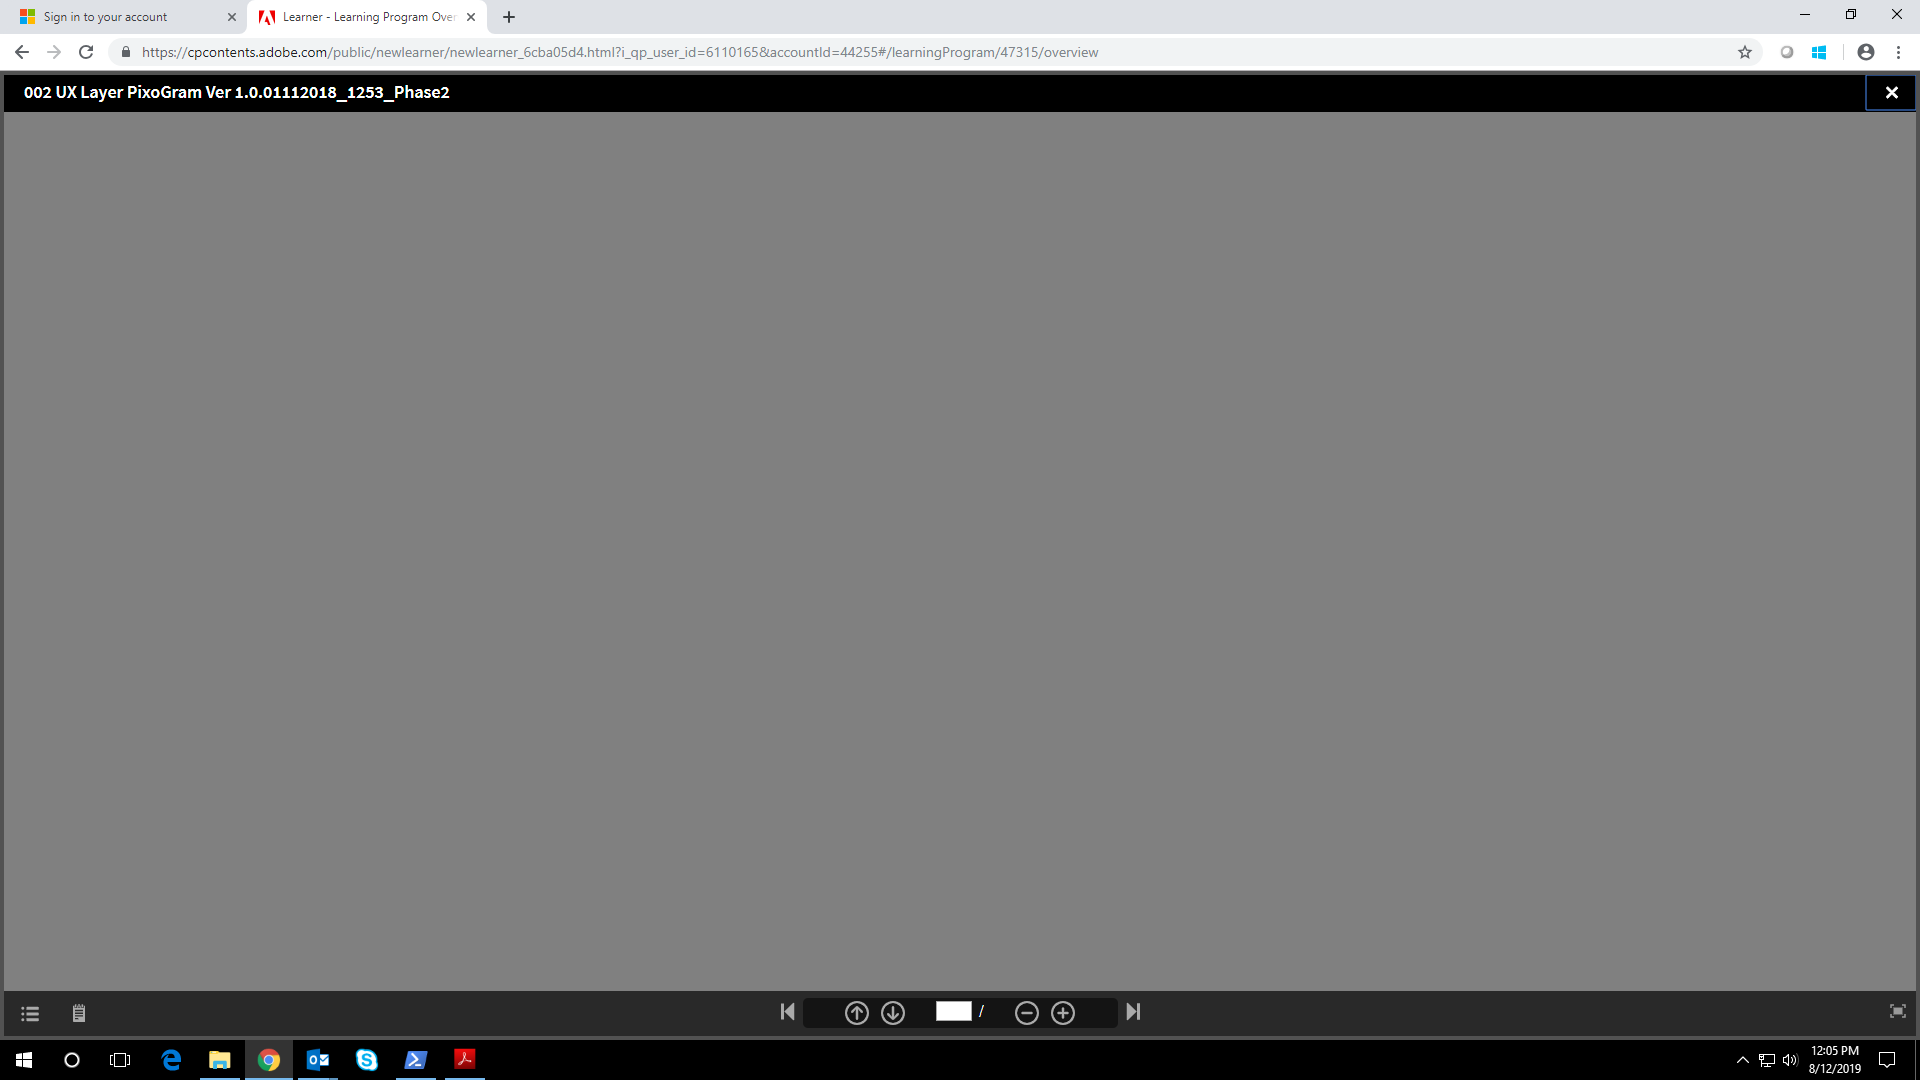 Sign in to your account
Learner - Learning Program Over
https://cpcontents.adobe.com/public/newlearner/newlearner_6cba05d4.html?i_qp_user_id=6110165&accountId=44255#/learningProgram/47315/overview
002 UX Layer PixoGram Ver 1.0.01112018_1253_Phase2
/
12:05 PM
8/12/2019